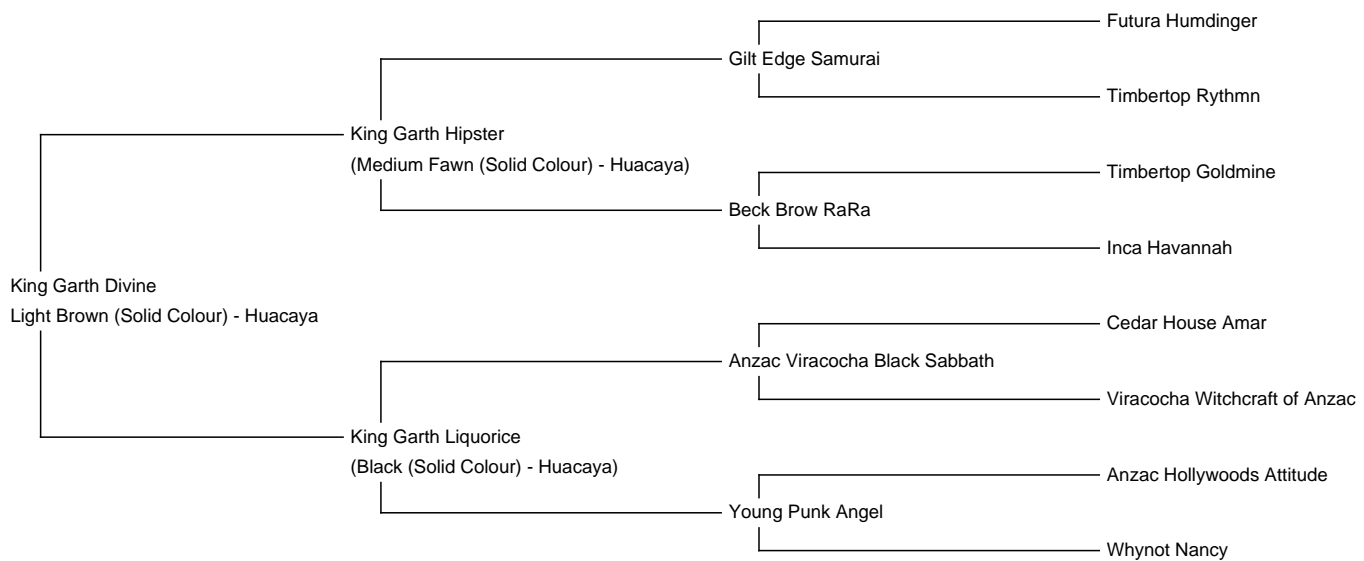 Futura Humdinger
Gilt Edge Samurai
Timbertop Rythmn
King Garth Hipster
(Medium Fawn (Solid Colour) - Huacaya)
Timbertop Goldmine
Beck Brow RaRa
Inca Havannah
King Garth Divine
Light Brown (Solid Colour) - Huacaya
Cedar House Amar
Anzac Viracocha Black Sabbath
Viracocha Witchcraft of Anzac
King Garth Liquorice
(Black (Solid Colour) - Huacaya)
Anzac Hollywoods Attitude
Young Punk Angel
Whynot Nancy